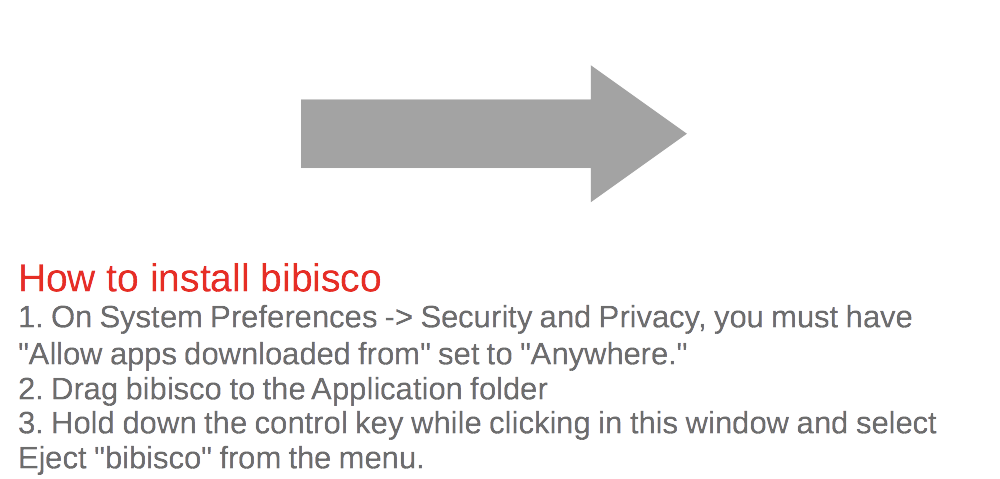 How to install bibisco
1. On System Preferences -> Security and Privacy, you must have
"Allow apps downloaded from" set to "Anywhere."
2. Drag bibisco to the Application folder
3. Hold down the control key while clicking in this window and select
Eject "bibisco" from the menu.